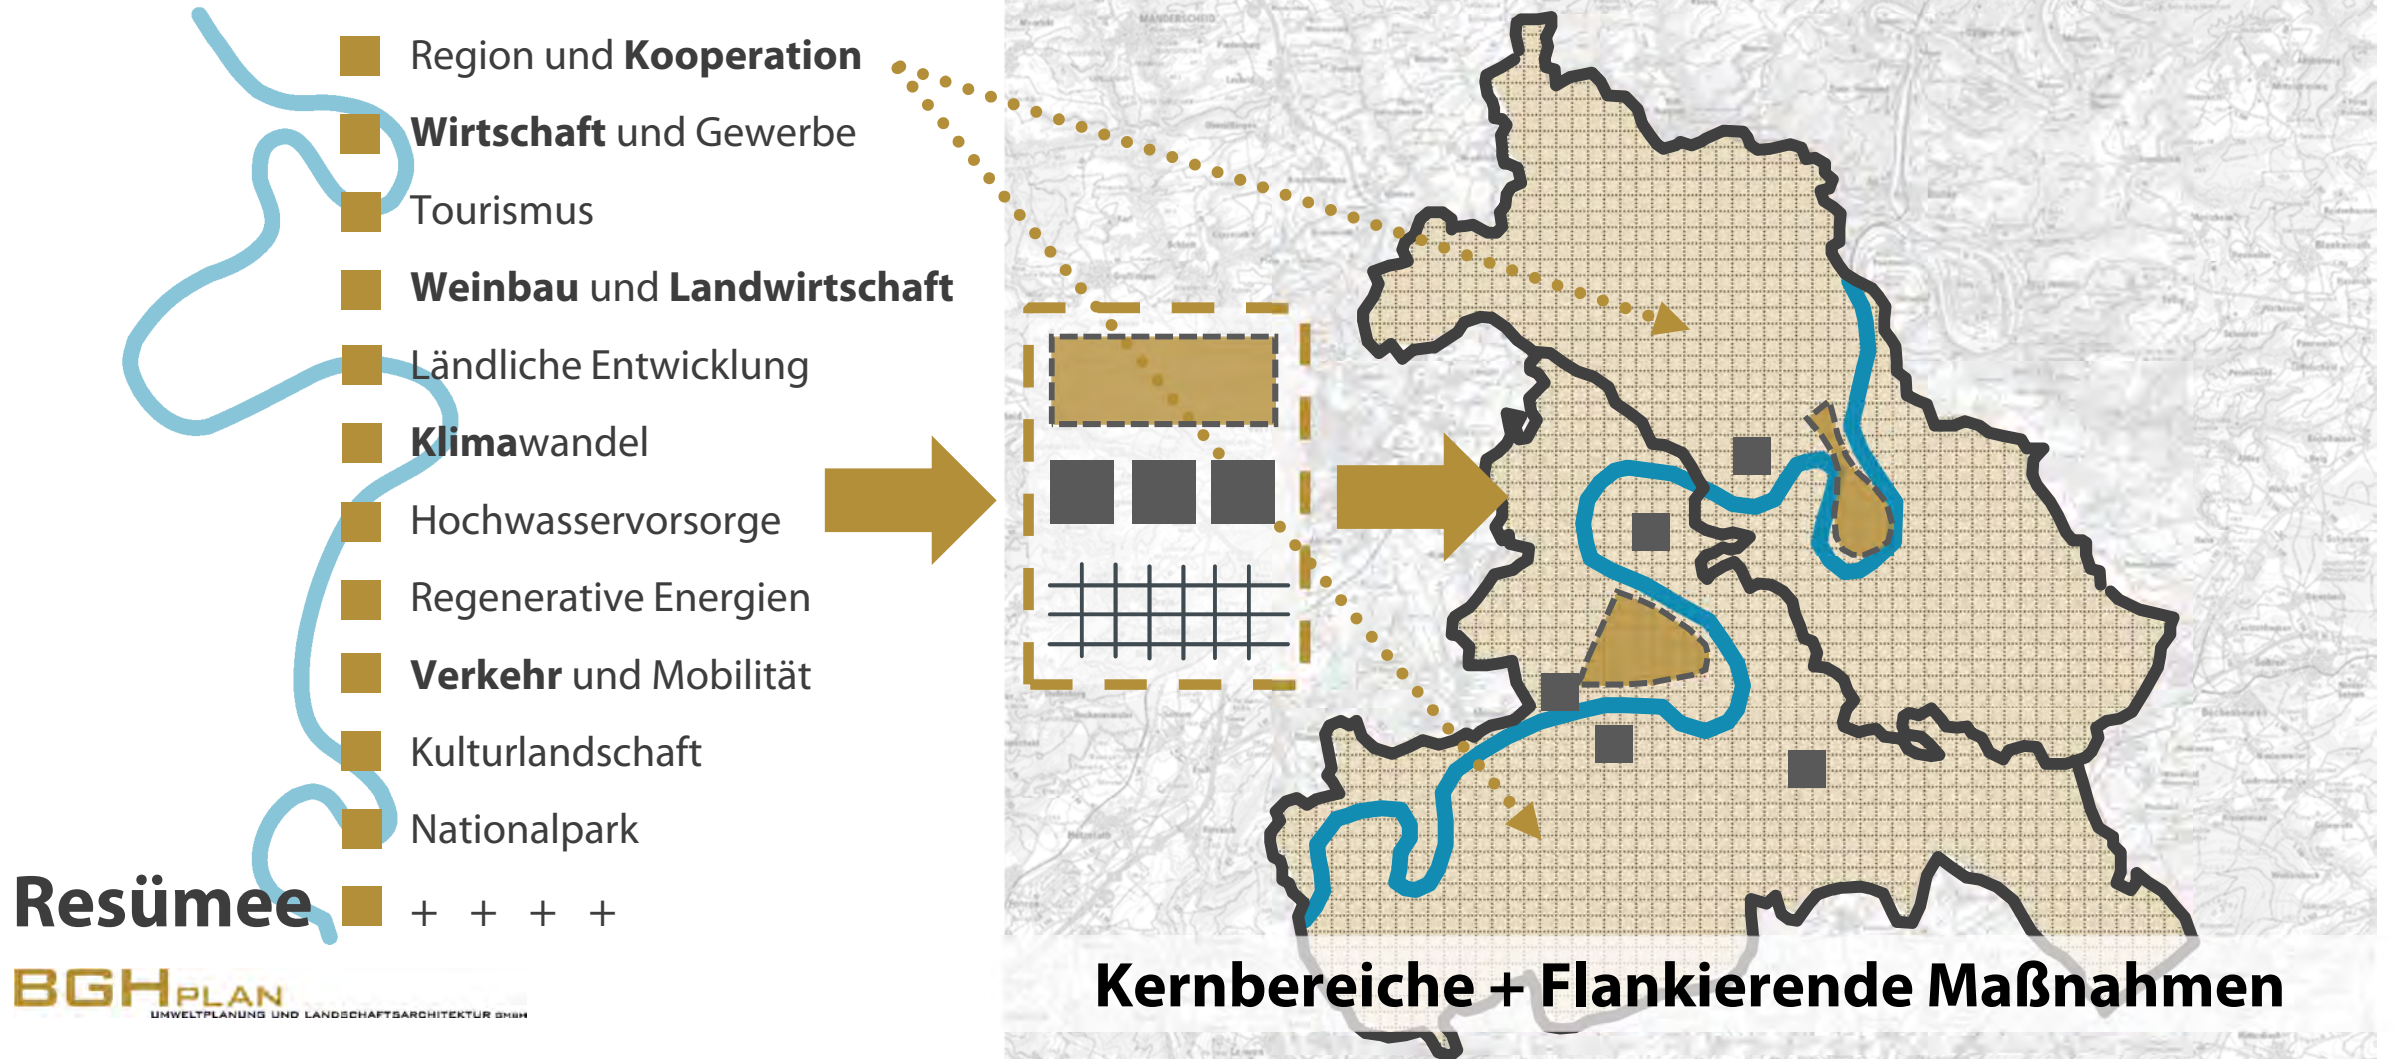 Region und Kooperation
Wirtschaft und Gewerbe
Tourismus
Weinbau und Landwirtschaft
Ländliche Entwicklung
Klimawandel
Hochwasservorsorge
Regenerative Energien
Verkehr und Mobilität
Kulturlandschaft
Nationalpark
+ + + +
Resümee
BGHPLAN
UMWELTPLANUNG UND LANDSCHAFTSARCHITEKTUR GMBH
MANDERSCHEID
Kernbereiche + Flankierende Maßnahmen